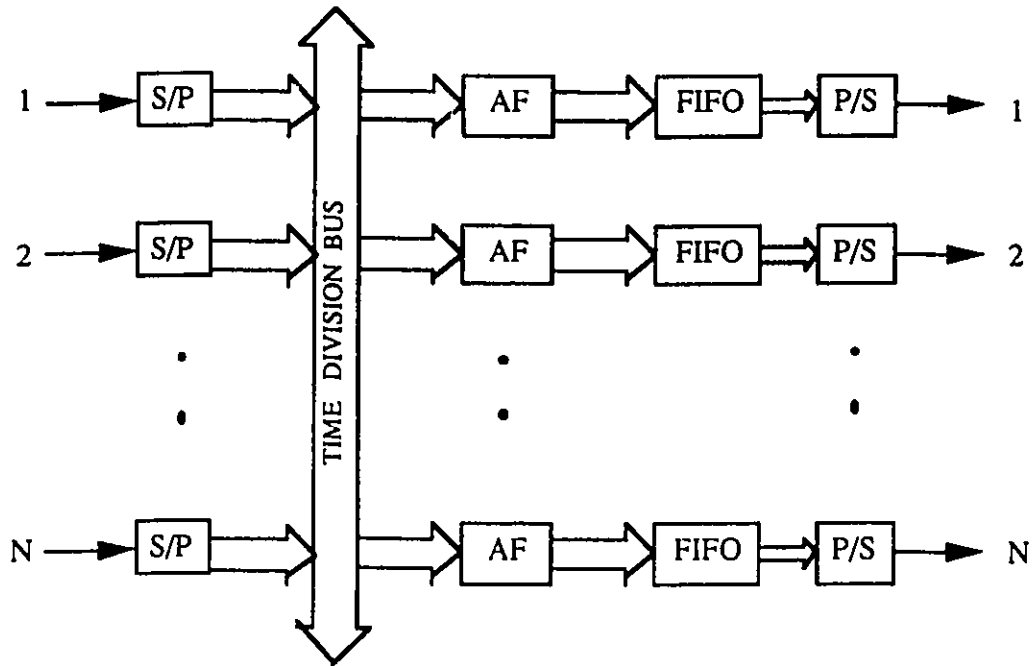 1 S/P AF FIFO P/S 1
2 S/P AF FIFO P/S 2
TIME DIVISION BUS
N S/P AF FIFO P/S N